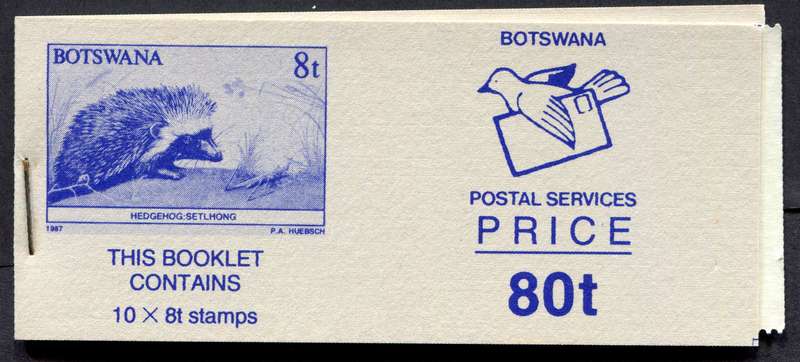 BOTSWANA 8t
HEDGEHOG:SETLHONG
1987 P.A. HUEBSCH
THIS BOOKLET
CONTAINS
10 X 8t stamps
BOTSWANA
POSTAL SERVICES
PRICE
80t